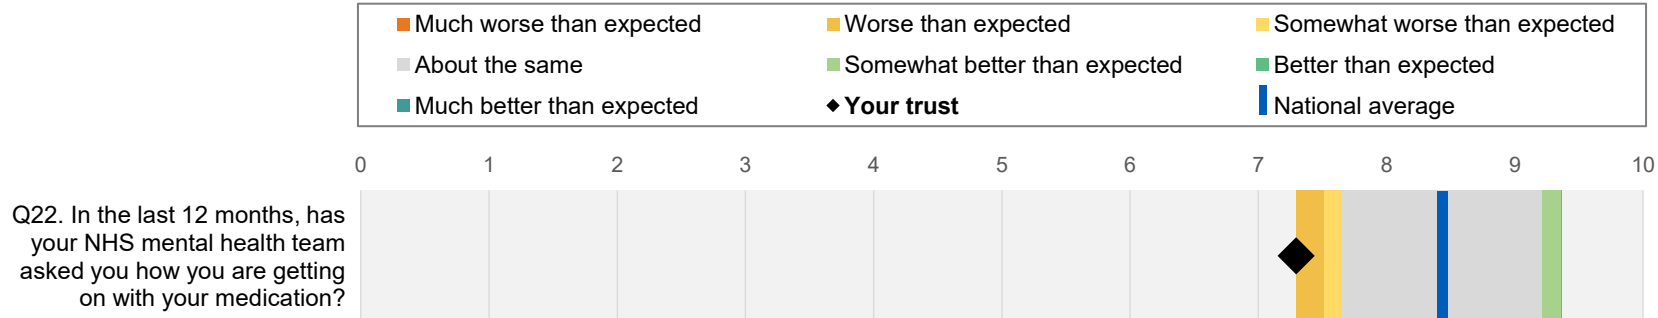 Much worse than expected Worse than expected Somewhat worse than expected
About the same Somewhat better than expected Better than expected
Much better than expected Your trust National average
0 1 2 3 4 5 6 7 8 9 10
Q22. In the last 12 months, has
your NHS mental health team
asked you how you are getting
on with your medication?